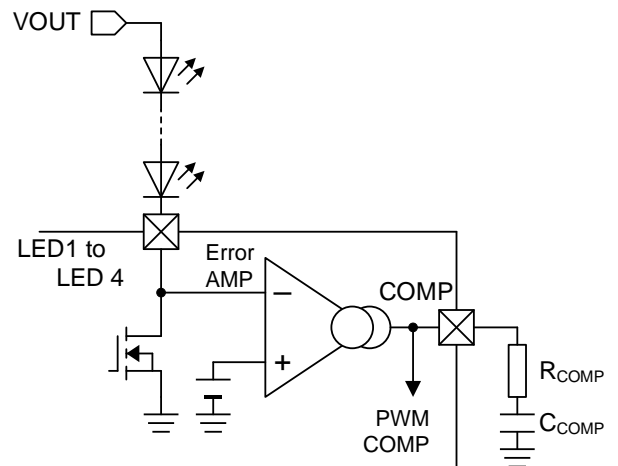 VOUT
LED1 to
LED 4
Error
AMP
−
+
COMP
PWM
COMP
RCOMP
CCOMP